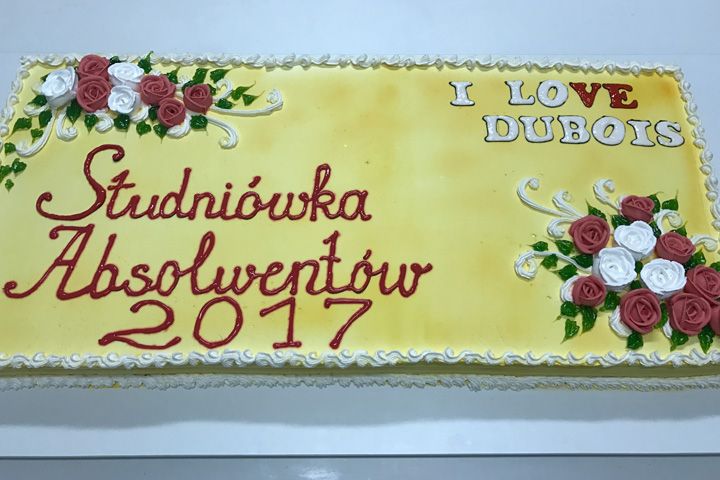 I LOVE
DUBOIS
Studniówka
Absolwentów
2017